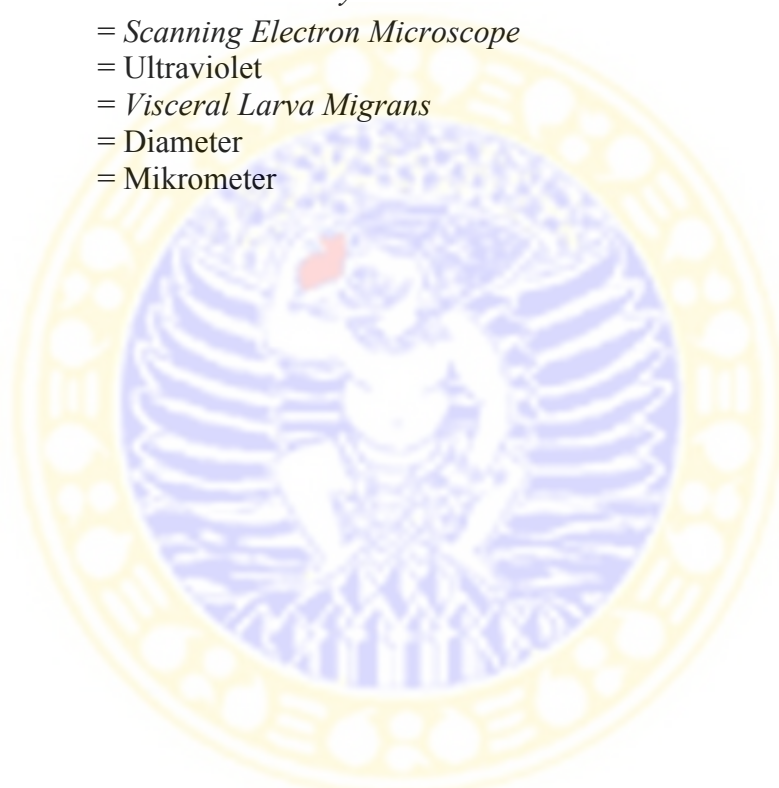 = Scanning Electron Microscope
= Ultraviolet
= Visceral Larva Migrans
= Diameter
= Mikrometer